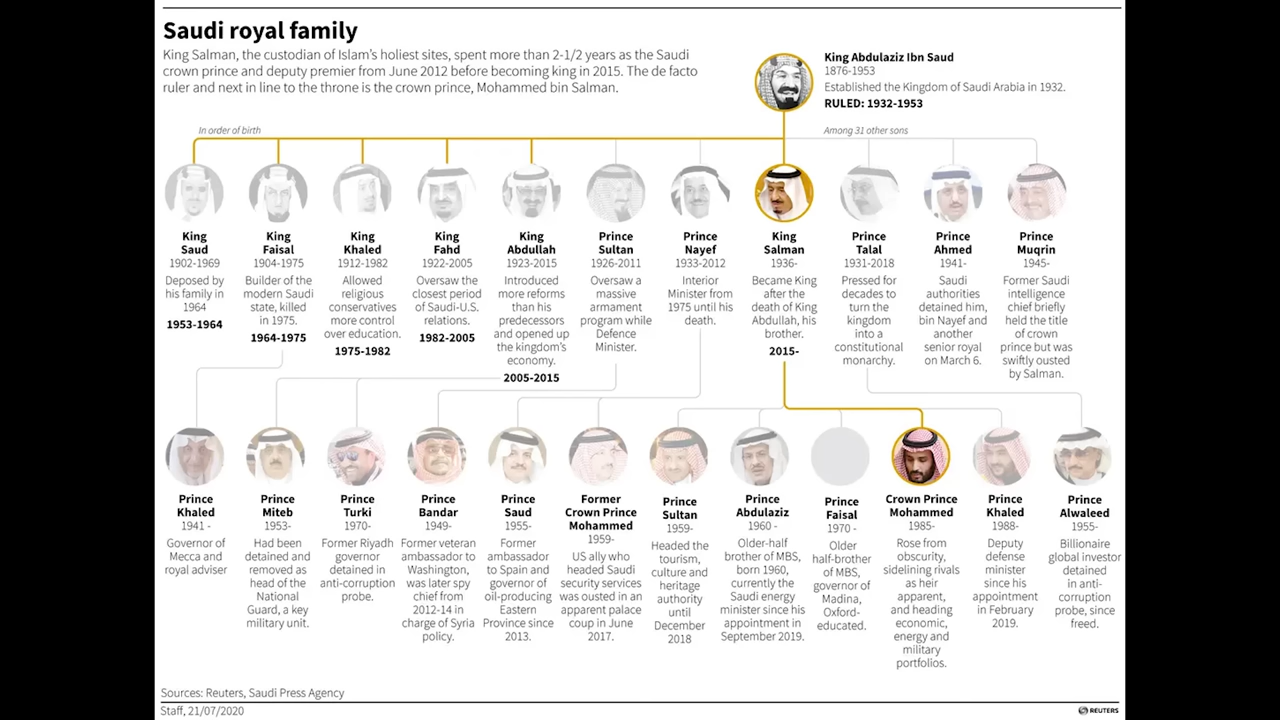 Saudi royal family
King Salman, the custodian of Islam's holiest sites, spent more than 2-1/2 years as the Saudi
crown prince and deputy premier from June 2012 before becoming king in 2015. The de facto
ruler and next in line to the throne is the crown prince, Mohammed bin Salman.
King Abdulaziz Ibn Saud
1876-1953
Established the Kingdom of Saudi Arabia in 1932.
RULED: 1932-1953
In order of birth
Among 31 other sons
King
Saud
1902-1969
Deposed by
his family in
1964
1953-1964
King
Faisal
1904-1975
Builder of the
modern Saudi
state, killed
in 1975.
1964-1975
King
Khaled
1912-1982
Allowed
religious
conservatives
more control
over education.
1975-1982
King
Fahd
1922-2005
Oversaw the
closest period
of Saudi-U.S.
relations.
1982-2005
King
Abdullah
1923-2015
Introduced
more reforms
than his
predecessors
and opened up
the kingdom's
economy.
2005-2015
Prince
Sultan
1926-2011
Oversaw a
massive
armament
program while
Defence
Minister.
Prince
Nayef
1933-2012
Interior
Minister from
1975 until his
death.
King
Salman
1936-
Became King
after the
death of King
Abdullah, his
brother.
2015-
Prince
Talal
1931-2018
Pressed for
decades to
turn the
kingdom
into a
constitutional
monarchy.
Prince
Ahmed
1941-
Saudi
authorities
detained him,
bin Nayef and
another
senior royal
on March 6.
Prince
Muqrin
1945-
Former Saudi
intelligence
chief briefly
held the title
of crown
prince but was
swiftly ousted
by Salman.
Prince
Khaled
1941 -
Governor of
Mecca and
royal adviser
Prince
Miteb
1953-
Had been
detained and
removed as
head of the
National
Guard, a key
military unit.
Prince
Turki
1970-
Former Riyadh
governor
detained in
anti-corruption
probe.
Prince
Bandar
1949-
Former veteran
ambassador to
Washington,
was later spy
chief from
2012-14 in
charge of Syria
policy.
Prince
Saud
1955-
Former
ambassador
to Spain and
governor of
oil-producing
Eastern
Province since
2013.
Former
Crown Prince
Mohammed
1959-
US ally who
headed Saudi
security services
was ousted in an
apparent palace
coup in June
2017.
Prince
Sultan
1959-
Headed the
tourism,
culture and
heritage
authority
until
December
2018
Prince
Abdulaziz
1960 -
Older-half
brother of MBS,
born 1960,
currently the
Saudi energy
minister since his
appointment in
September 2019.
Prince
Faisal
1970 -
Older
half-brother
of MBS,
governor of
Madina,
Oxford-
educated.
Crown Prince
Mohammed
1985-
Rose from
obscurity,
sidelining rivals
as heir
apparent,
and heading
economic,
energy and
military
portfolios.
Prince
Khaled
1988-
Deputy
defense
minister
since his
appointment
in February
2019.
Prince
Alwaleed
1955-
Billionaire
global investor
detained
in anti-
corruption
probe, since
freed.
Sources: Reuters, Saudi Press Agency
Staff, 21/07/2020
REUTERS